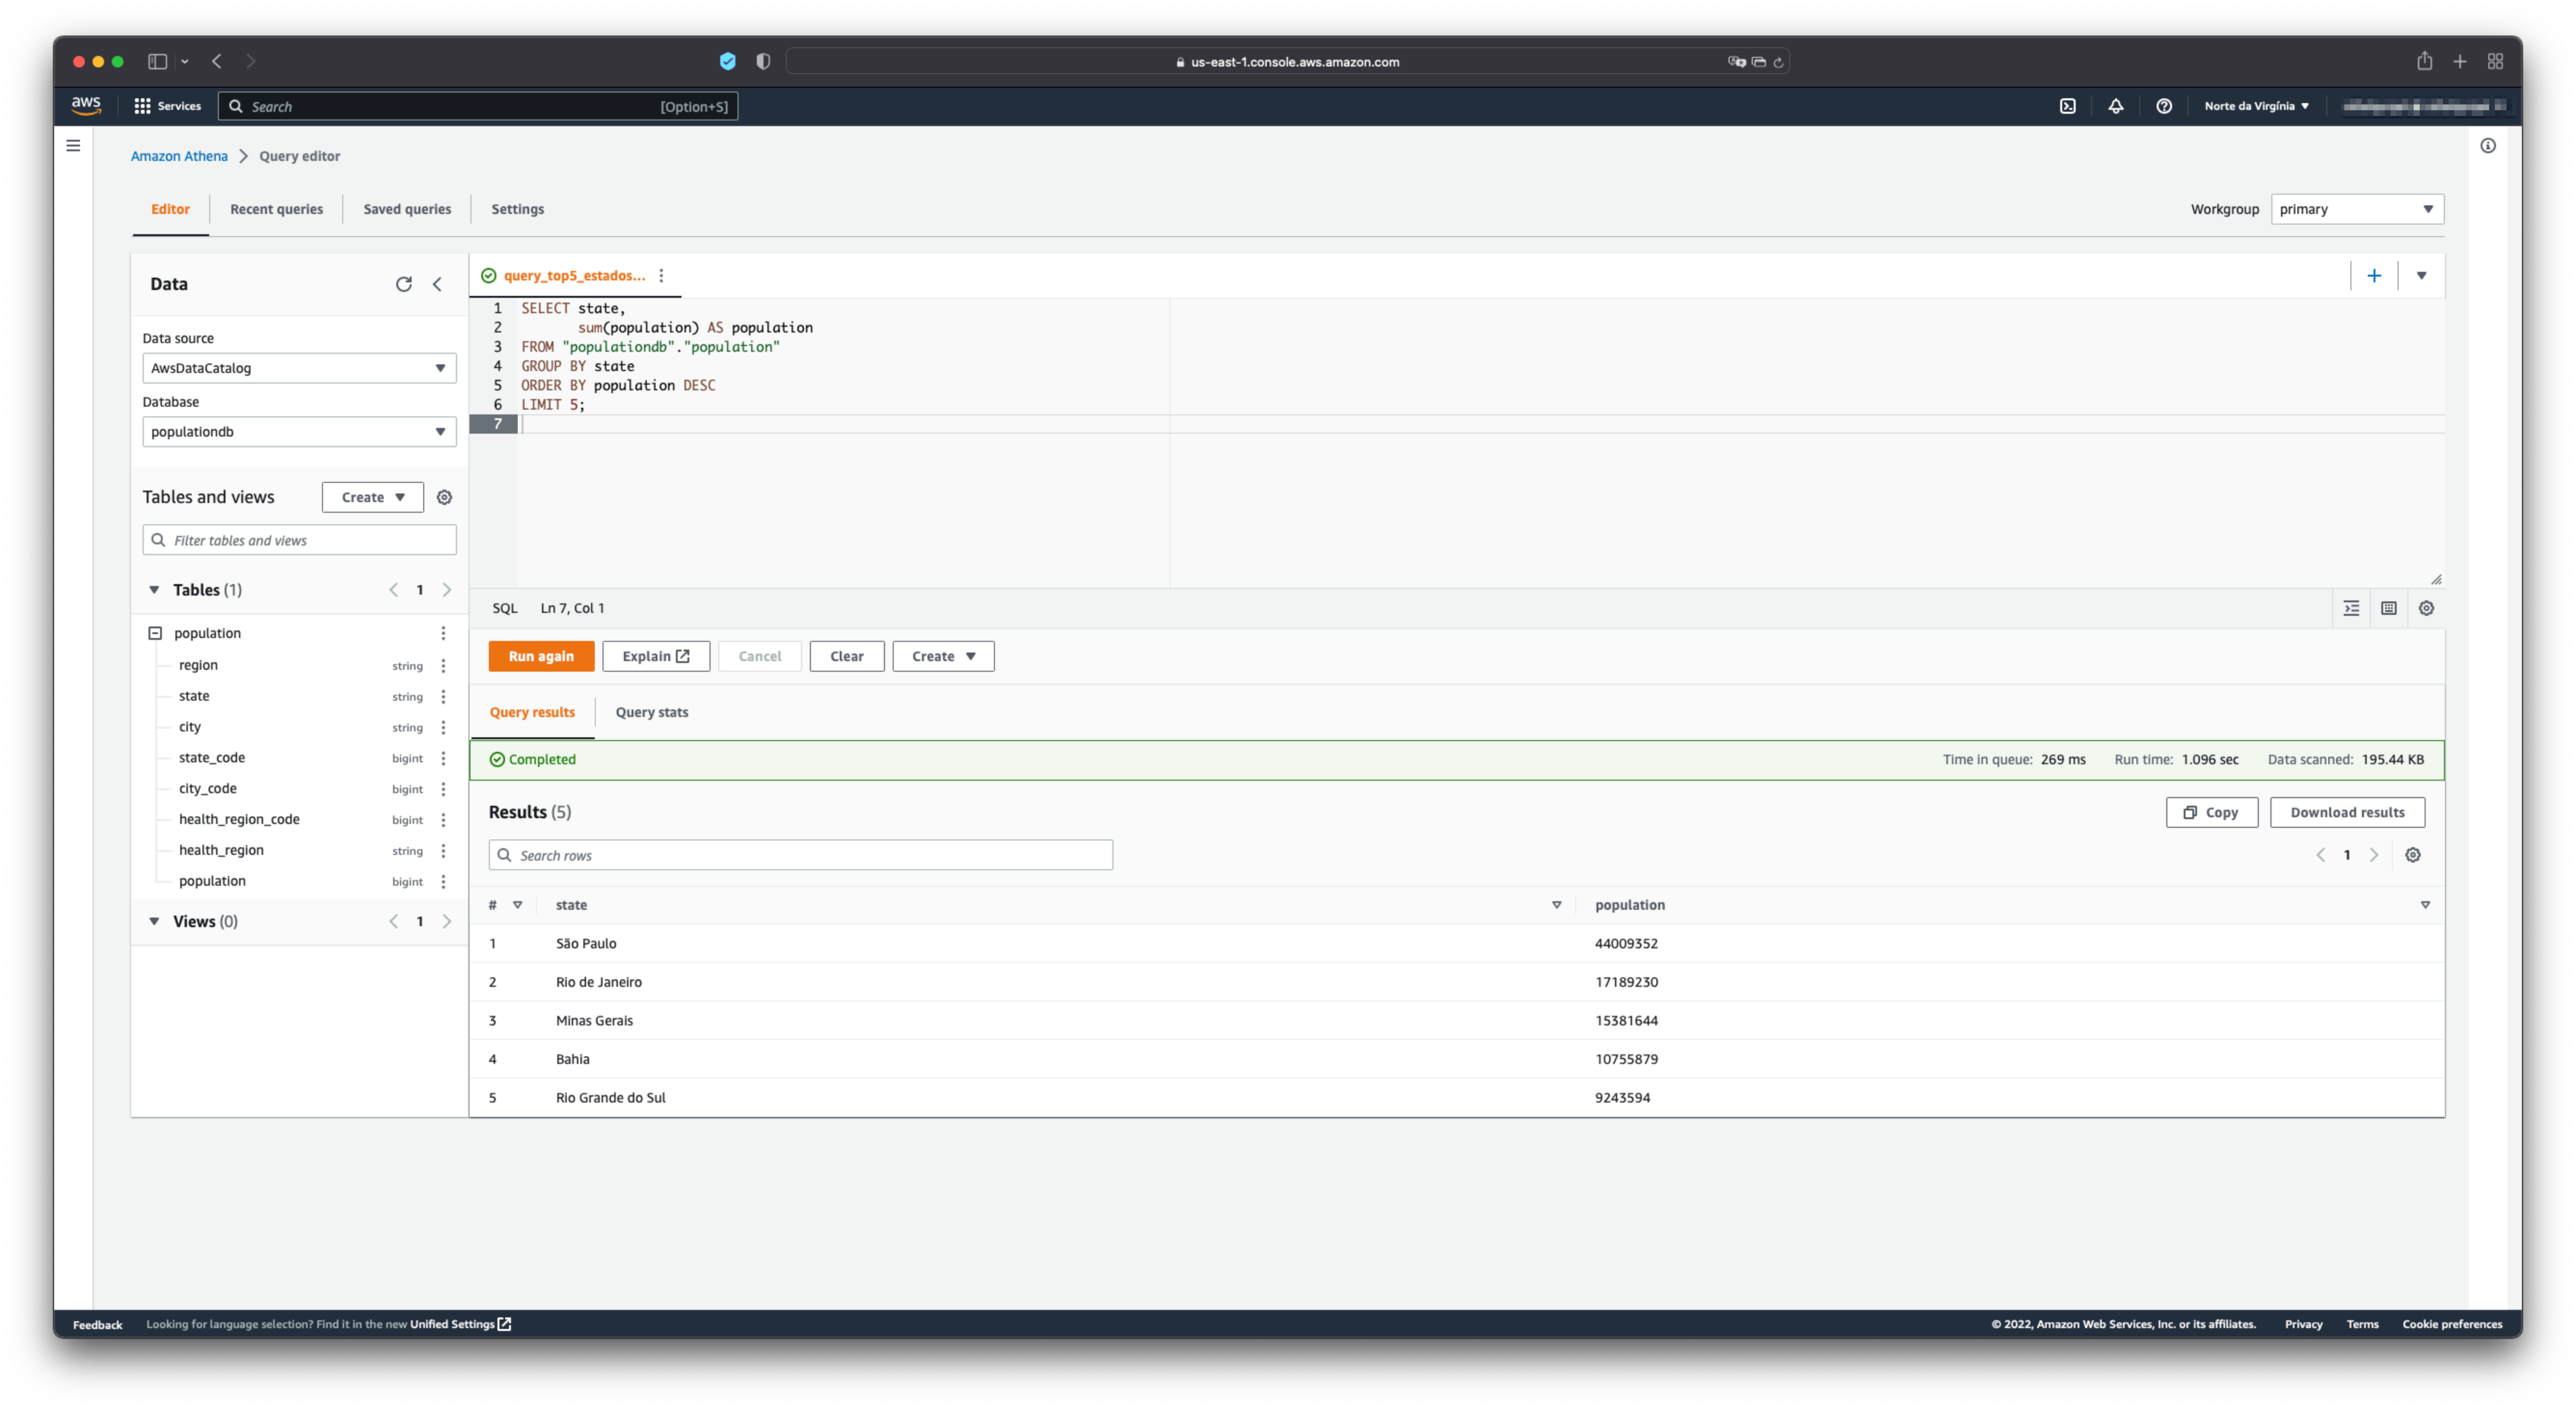 us-east-1.console.aws.amazon.com
aws Services Search [Option+S] Norte da Virgínia
Amazon Athena Query editor
Editor Recent queries Saved queries Settings Workgroup primary
Data
Data source
AwsDataCatalog
Database
populationdb
Tables and views Create
Filter tables and views
Tables (1) 1
population
region string
state string
city string
state_code bigint
city_code bigint
health_region_code bigint
health_region string
population bigint
Views (0) 1
query_top5_estados...
1 SELECT state,
2 sum(population) AS population
3 FROM "populationdb"."population"
4 GROUP BY state
5 ORDER BY population DESC
6 LIMIT 5;
7
SQL Ln 7, Col 1
Run again Explain Cancel Clear Create
Query results Query stats
Completed Time in queue: 269 ms Run time: 1.096 sec Data scanned: 195.44 KB
Results (5) Copy Download results
Search rows 1
# state population
1 São Paulo 44009352
2 Rio de Janeiro 17189230
3 Minas Gerais 15381644
4 Bahia 10755879
5 Rio Grande do Sul 9243594
Feedback Looking for language selection? Find it in the new Unified Settings © 2022, Amazon Web Services, Inc. or its affiliates. Privacy Terms Cookie preferences